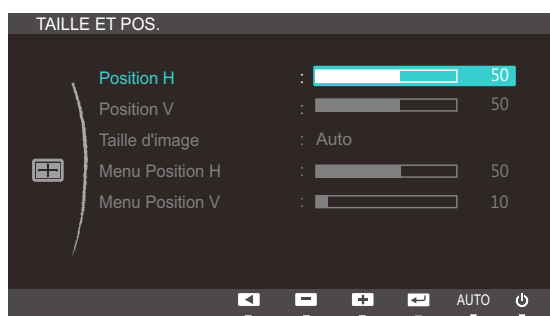 TAILLE ET POS.
Position H : 50
Position V : 50
Taille d'image : Auto
Menu Position H : 50
Menu Position V : 10
AUTO